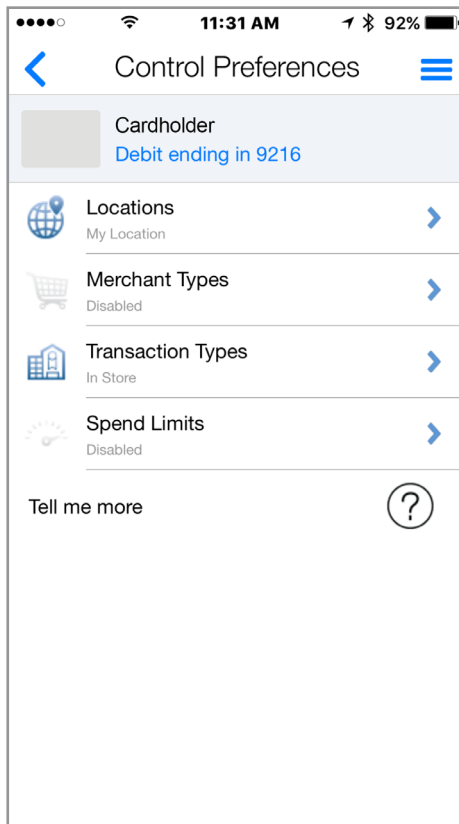 11:31 AM 92%
Control Preferences
Cardholder
Debit ending in 9216
Locations
My Location
Merchant Types
Disabled
Transaction Types
In Store
Spend Limits
Disabled
Tell me more ?